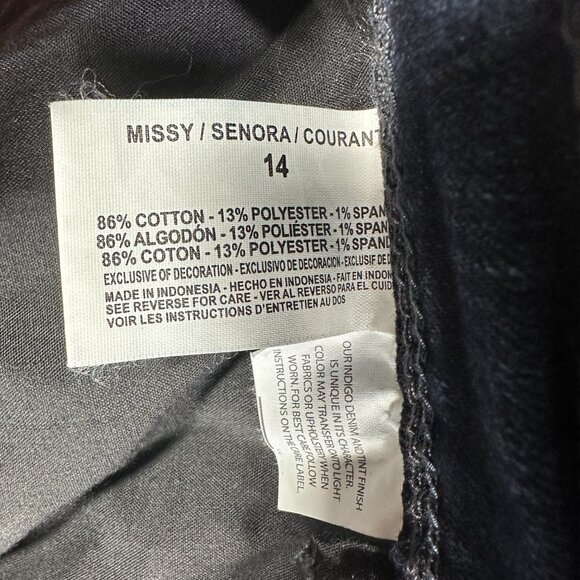 MISSY / SENORA / COURANT
14
86% COTTON - 13% POLYESTER - 1% SPAN
86% ALGODÓN - 13% POLIÉSTER - 1% SPAN
86% COTON - 13% POLYESTER - 1% SPAND
EXCLUSIVE OF DECORATION - EXCLUSIVO DE DECORACION - EXCLUSIF DE D
MADE IN INDONESIA - HECHO EN INDONESIA - FAIT EN INDON
SEE REVERSE FOR CARE - VER AL REVERSO PARA EL CUID
VOIR LES INSTRUCTIONS D'ENTRETIEN AU DOS
OUR INDIGO DENIM AND TINT FINISH
IS UNIQUE IN ITS CHARACTER.
COLOR MAY TRANSFER ONTO LIGHT
FABRICS OR UPHOLSTERY WHEN
WORN. FOR BEST CARE FOLLOW
INSTRUCTIONS ON THE CARE LABEL.